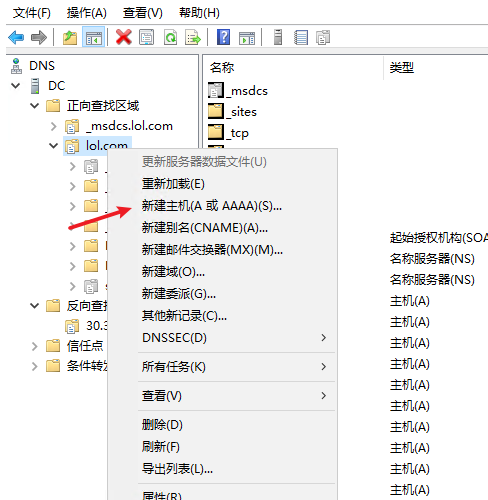 文件(F) 操作(A) 查看(V) 帮助(H)
DNS
DC
正向查找区域
_msdcs.lol.com
lol.com
反向查找
30.3
信任点
条件转发
名称 类型
_msdcs
_sites
_tcp
更新服务器数据文件(U)
重新加载(E)
新建主机(A 或 AAAA)(S)...
新建别名(CNAME)(A)...
新建邮件交换器(MX)(M)...
新建域(O)...
新建委派(G)...
其他新记录(C)...
DNSSEC(D)
所有任务(K)
查看(V)
删除(D)
刷新(F)
导出列表(L)...
属性(R)
起始授权机构(SOA
名称服务器(NS)
名称服务器(NS)
主机(A)
主机(A)
主机(A)
主机(A)
主机(A)
主机(A)
主机(A)
主机(A)
主机(A)
主机(A)